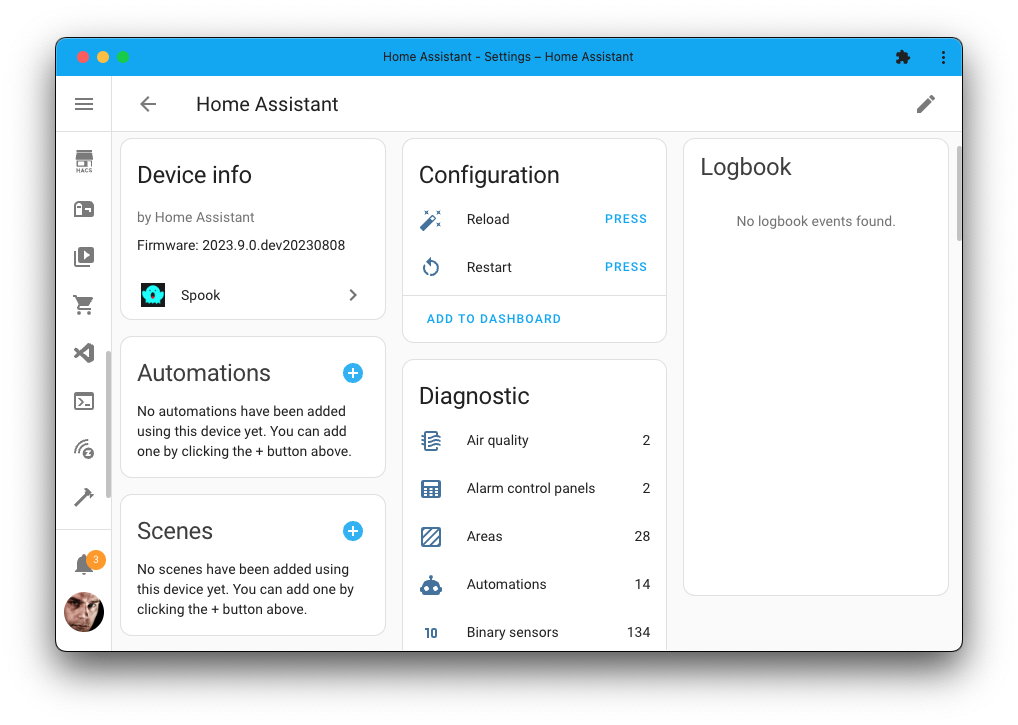 Home Assistant - Settings – Home Assistant
Home Assistant
HACS
Device info
by Home Assistant
Firmware: 2023.9.0.dev20230808
Spook
Automations
No automations have been added
using this device yet. You can add
one by clicking the + button above.
Scenes
No scenes have been added using
this device yet. You can add one by
clicking the + button above.
3
Configuration
Reload PRESS
Restart PRESS
ADD TO DASHBOARD
Diagnostic
Air quality 2
Alarm control panels 2
Areas 28
Automations 14
10 Binary sensors 134
Logbook
No logbook events found.